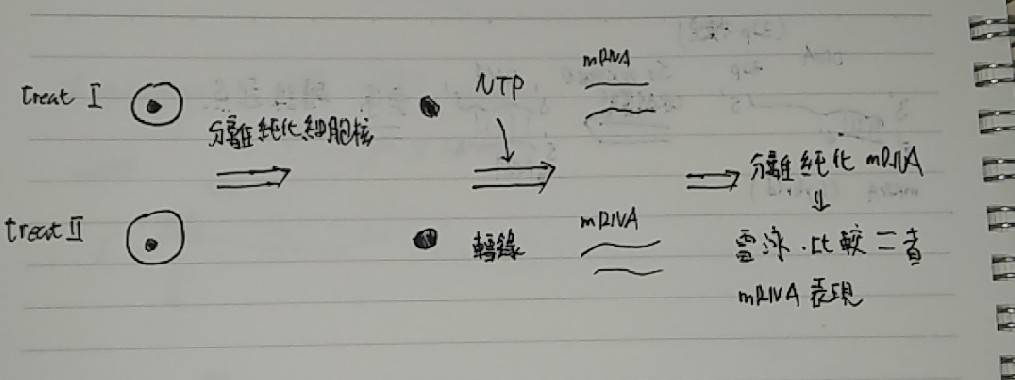 treat I
分離純化細胞核
NTP
mRNA
分離純化 mRNA
treat II
轉錄
mRNA
電泳.比較二者
mRNA 表現